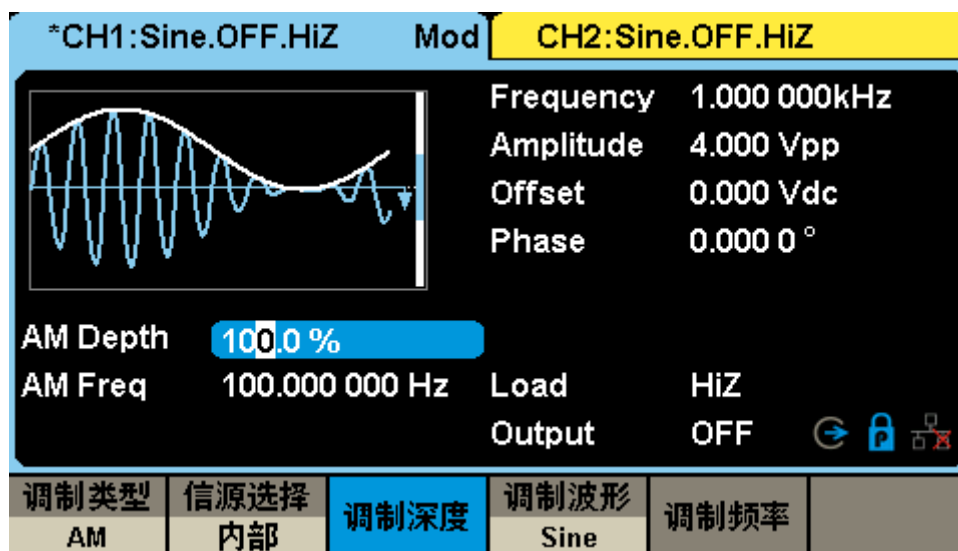 *CH1:Sine.OFF.HiZ Mod CH2:Sine.OFF.HiZ
Frequency 1.000 000kHz
Amplitude 4.000 Vpp
Offset 0.000 Vdc
Phase 0.000 0 °
AM Depth 100.0 %
AM Freq 100.000 000 Hz Load HiZ
Output OFF
调制类型 信源选择 调制深度 调制波形 调制频率
AM 内部 Sine